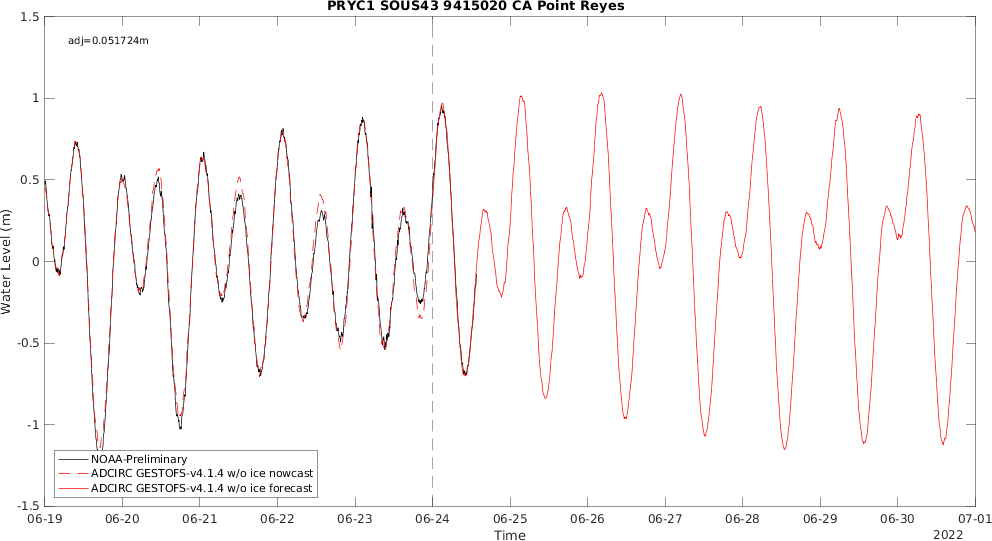 PRYC1 SOUS43 9415020 CA Point Reyes
adj=0.051724m
Water Level (m)
1.5
1
0.5
0
-0.5
-1
-1.5
NOAA-Preliminary
ADCIRC GESTOFS-v4.1.4 w/o ice nowcast
ADCIRC GESTOFS-v4.1.4 w/o ice forecast
06-19 06-20 06-21 06-22 06-23 06-24 06-25 06-26 06-27 06-28 06-29 06-30 07-01
Time
2022